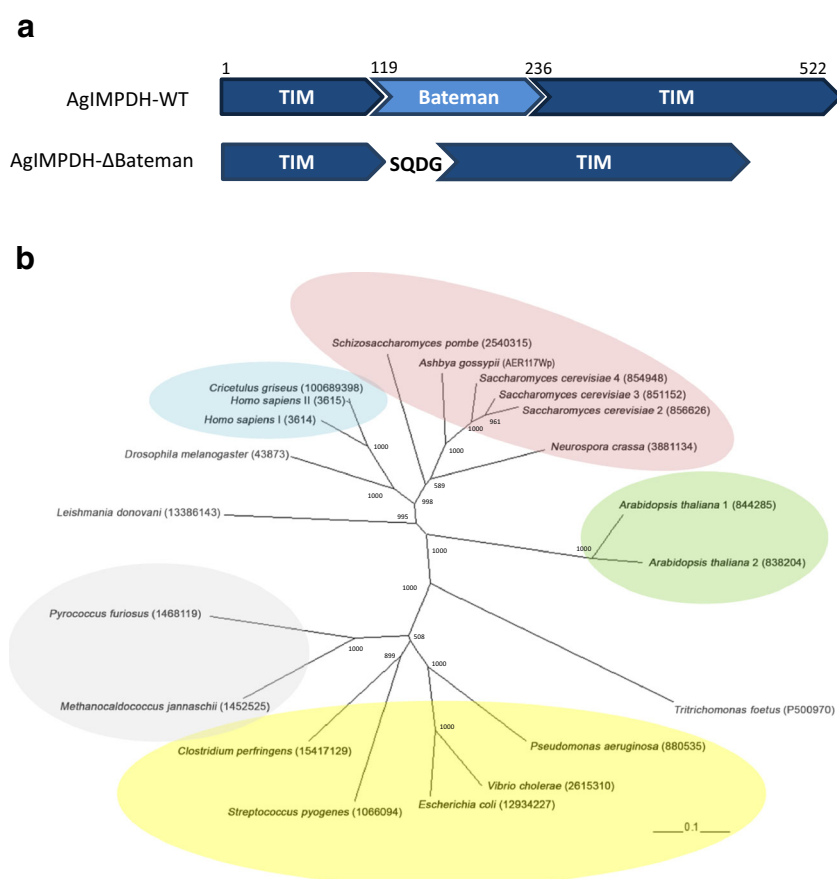 a
1 119 236 522
AgIMPDH-WT TIM Bateman TIM
AgIMPDH-ΔBateman TIM SQDG TIM
b
Schizosaccharomyces pombe (2540315)
Ashbya gossypii (AER117Wp)
Saccharomyces cerevisiae 4 (854948)
Saccharomyces cerevisiae 3 (851152)
Saccharomyces cerevisiae 2 (856626)
Cricetulus griseus (100689398)
Homo sapiens II (3615)
Homo sapiens I (3614)
1000 961
Neurospora crassa (3881134)
1000
1000
Drosophila melanogaster (43873)
589
1000
998
Arabidopsis thaliana 1 (844285)
Leishmania donovani (13386143)
995
1000
1000
Arabidopsis thaliana 2 (838204)
1000
Pyrococcus furiosus (1468119)
508
1000
899
1000
Methanocaldococcus jannaschii (1452525)
Tritrichomonas foetus (P500970)
1000
Clostridium perfringens (15417129)
Pseudomonas aeruginosa (880535)
Vibrio cholerae (2615310)
Escherichia coli (12934227)
Streptococcus pyogenes (1066094)
0.1